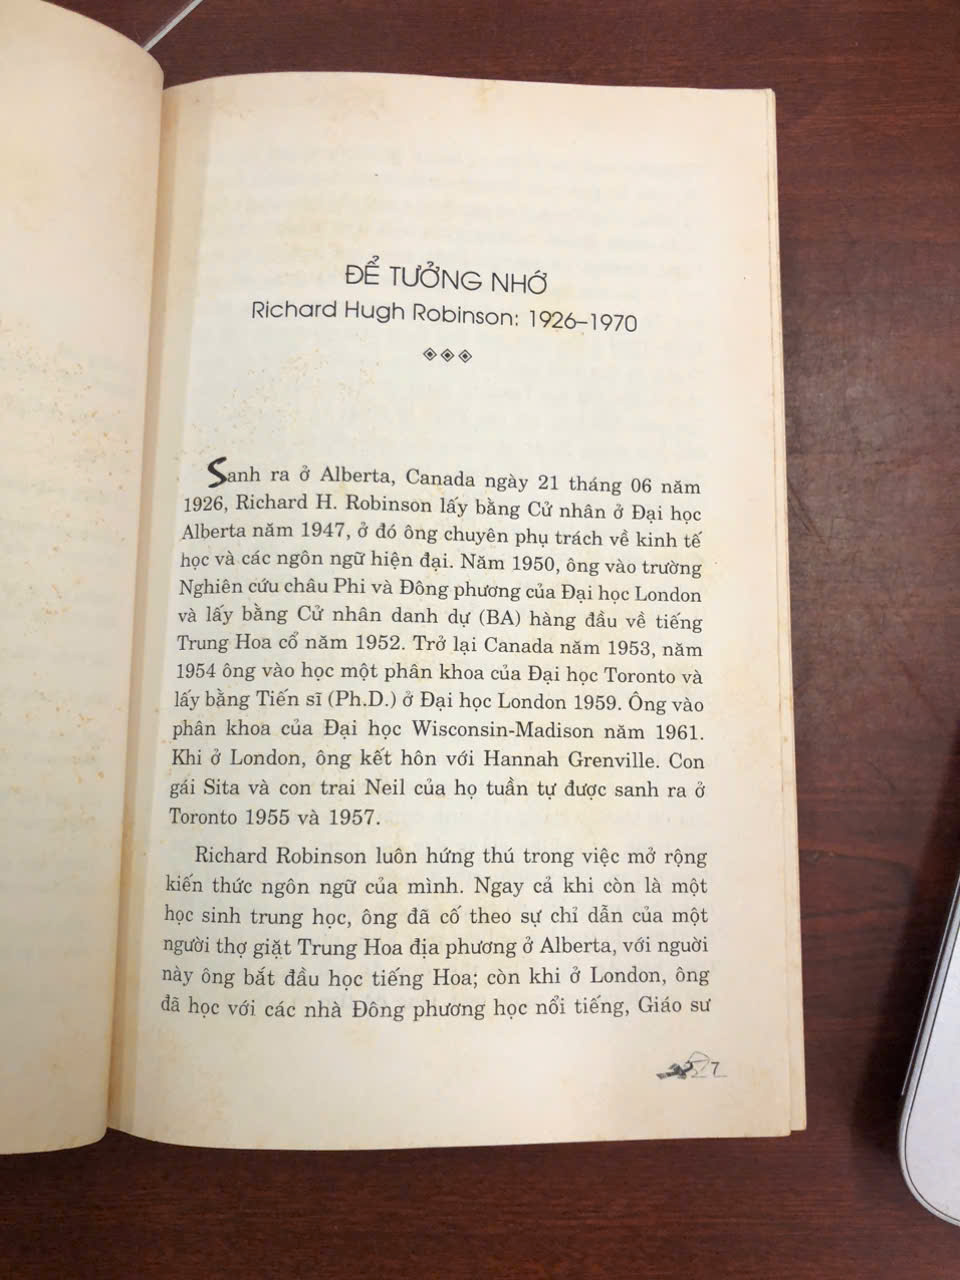 ĐỂ TƯỞNG NHỚ
Richard Hugh Robinson: 1926–1970
Sanh ra ở Alberta, Canada ngày 21 tháng 06 năm
1926, Richard H. Robinson lấy bằng Cử nhân ở Đại học
Alberta năm 1947, ở đó ông chuyên phụ trách về kinh tế
học và các ngôn ngữ hiện đại. Năm 1950, ông vào trường
Nghiên cứu châu Phi và Đông phương của Đại học London
và lấy bằng Cử nhân danh dự (BA) hàng đầu về tiếng
Trung Hoa cổ năm 1952. Trở lại Canada năm 1953, năm
1954 ông vào học một phân khoa của Đại học Toronto và
lấy bằng Tiến sĩ (Ph.D.) ở Đại học London 1959. Ông vào
phân khoa của Đại học Wisconsin-Madison năm 1961.
Khi ở London, ông kết hôn với Hannah Grenville. Con
gái Sita và con trai Neil của họ tuần tự được sanh ra ở
Toronto 1955 và 1957.
Richard Robinson luôn hứng thú trong việc mở rộng
kiến thức ngôn ngữ của mình. Ngay cả khi còn là một
học sinh trung học, ông đã cố theo sự chỉ dẫn của một
người thợ giặt Trung Hoa địa phương ở Alberta, với nguời
này ông bắt đầu học tiếng Hoa; còn khi ở London, ông
đã học với các nhà Đông phương học nổi tiếng, Giáo sư
7